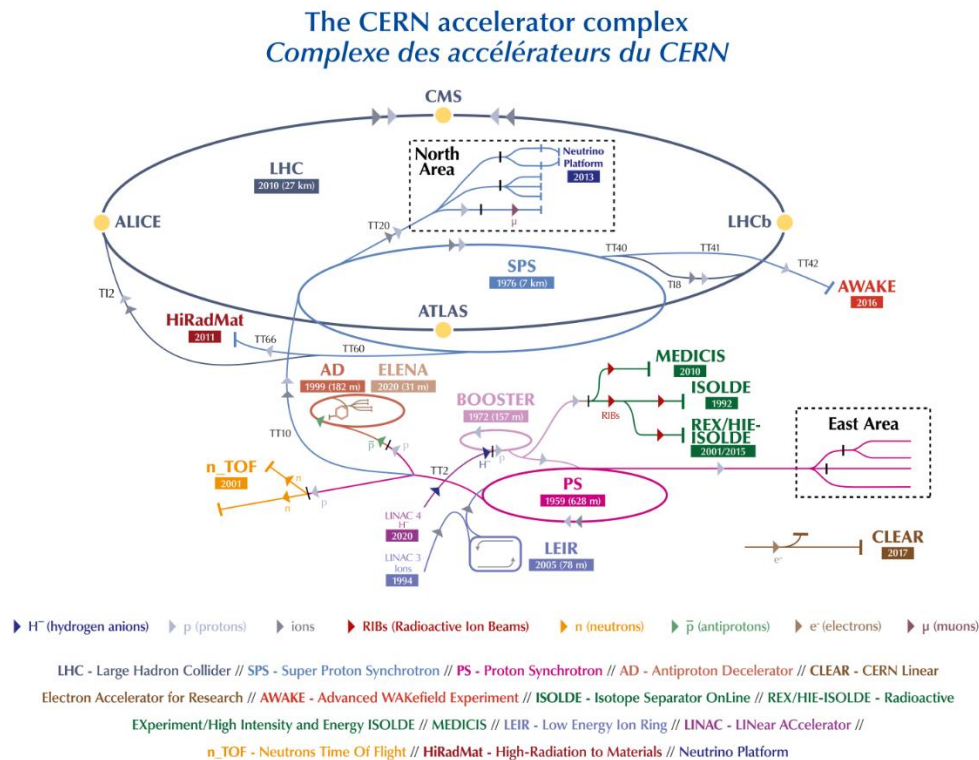 The CERN accelerator complex
Complexe des accélérateurs du CERN
CMS
North
Area
Neutrino
Platform
2013
LHC
2010 (27 km)
μ
ALICE
LHCb
TT20
TT40
TT41
SPS
1976 (7 km)
TI8
TT42
TI2
AWAKE
2016
HiRadMat
2011
ATLAS
TT66
TT60
AD
1999 (182 m)
ELENA
2020 (31 m)
MEDICIS
2010
BOOSTER
1972 (157 m)
ISOLDE
1992
RIBs
REX/HIE-
ISOLDE
2001/2015
East Area
TT10
p̅
p
H⁻
p
TT2
n_TOF
2001
n
n
p
PS
1959 (628 m)
LINAC 4
H⁻
2020
LINAC 3
Ions
1994
LEIR
2005 (78 m)
CLEAR
2017
e⁻
H⁻ (hydrogen anions)
p (protons)
ions
RIBs (Radioactive Ion Beams)
n (neutrons)
p̅ (antiprotons)
e⁻ (electrons)
μ (muons)
LHC - Large Hadron Collider // SPS - Super Proton Synchrotron // PS - Proton Synchrotron // AD - Antiproton Decelerator // CLEAR - CERN Linear
Electron Accelerator for Research // AWAKE - Advanced WAKefield Experiment // ISOLDE - Isotope Separator OnLine // REX/HIE-ISOLDE - Radioactive
EXperiment/High Intensity and Energy ISOLDE // MEDICIS // LEIR - Low Energy Ion Ring // LINAC - LINear ACcelerator //
n_TOF - Neutrons Time Of Flight // HiRadMat - High-Radiation to Materials // Neutrino Platform